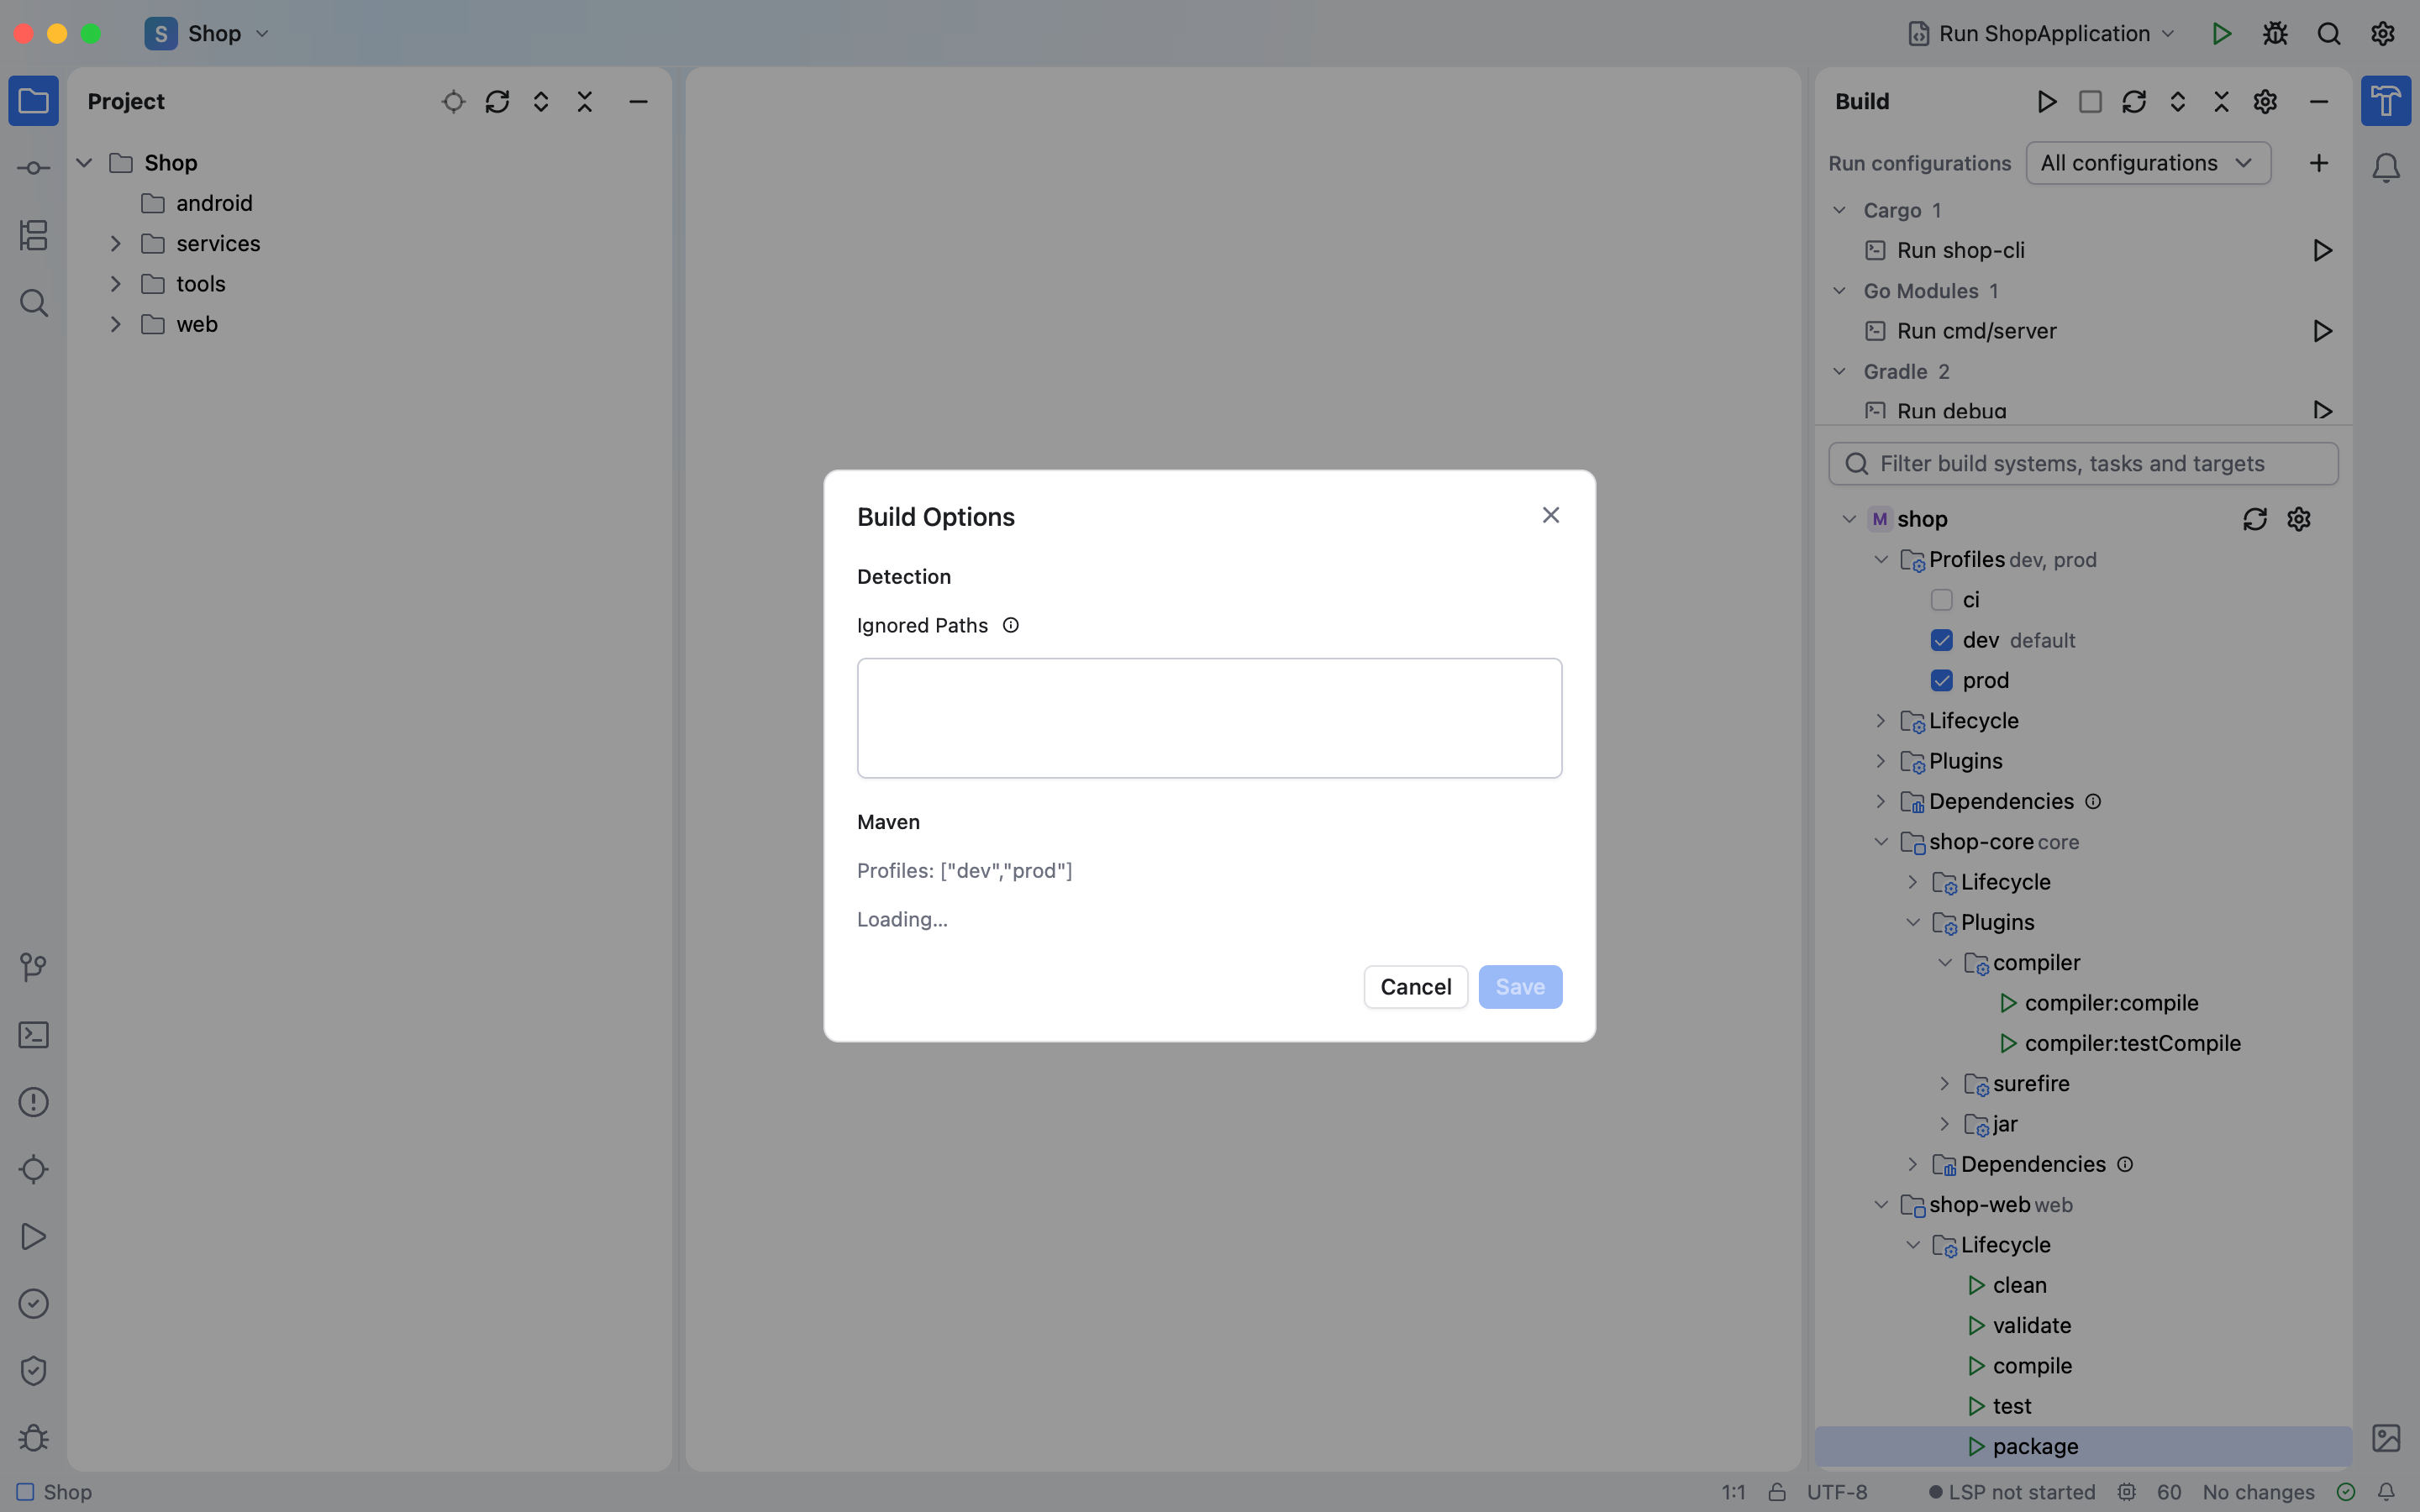 S Shop
Run ShopApplication
Project
Shop
android
services
tools
web
Build
Run configurations All configurations
Cargo 1
Run shop-cli
Go Modules 1
Run cmd/server
Gradle 2
Run debug
Filter build systems, tasks and targets
M shop
Profiles dev, prod
ci
dev default
prod
Lifecycle
Plugins
Dependencies
shop-core core
Lifecycle
Plugins
compiler
compiler:compile
compiler:testCompile
surefire
jar
Dependencies
shop-web web
Lifecycle
clean
validate
compile
test
package
Build Options
Detection
Ignored Paths
Maven
Profiles: ["dev","prod"]
Loading...
Cancel Save
Shop
1:1 UTF-8 LSP not started 60 No changes